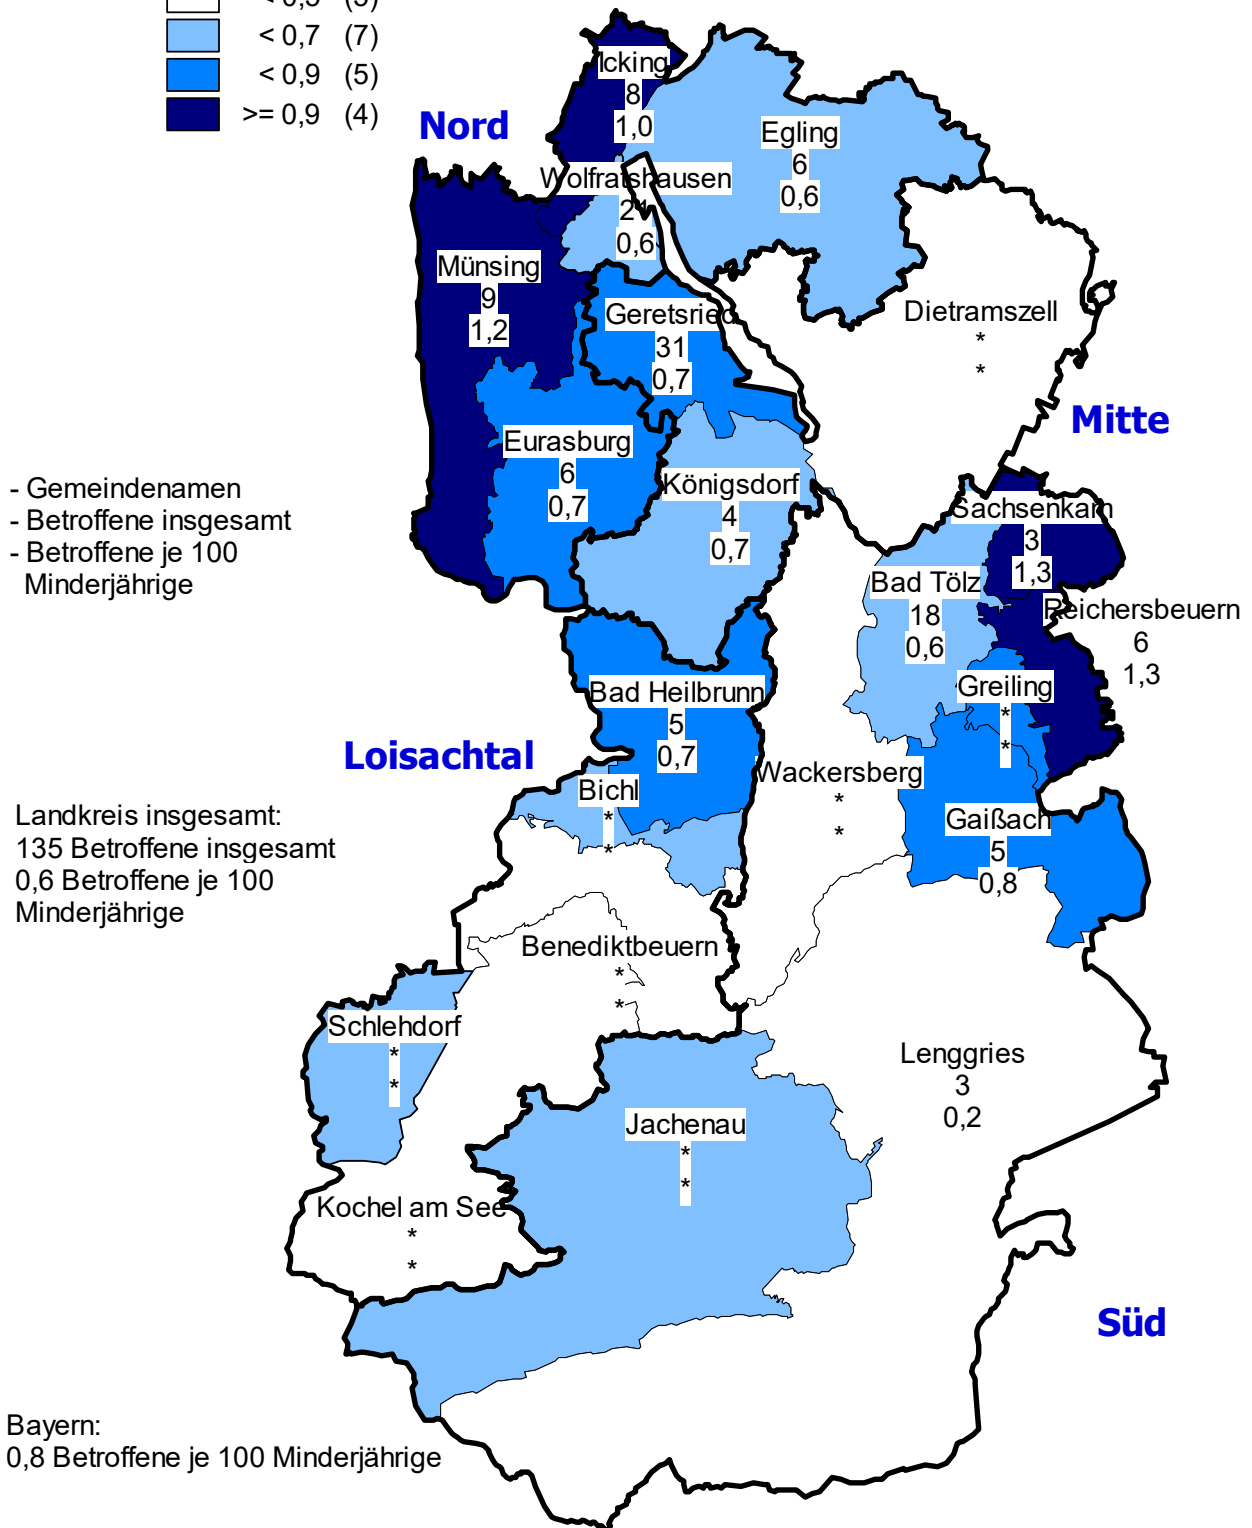 < 0,7 (7)
< 0,9 (5)
>= 0,9 (4)
Nord
Icking
8
1,0
Egling
6
0,6
Wolfratshausen
21
0,6
Münsing
9
1,2
Geretsried
31
0,7
Dietramszell
*
*
Mitte
Eurasburg
6
0,7
- Gemeindenamen
- Betroffene insgesamt
- Betroffene je 100
Minderjährige
Königsdorf
4
0,7
Sachsenkam
3
1,3
Bad Tölz
18
0,6
Reichersbeuern
6
1,3
Greiling
*
*
Bad Heilbrunn
5
0,7
Loisachtal
Wackersberg
*
*
Bichl
*
*
Gaißach
5
0,8
Landkreis insgesamt:
135 Betroffene insgesamt
0,6 Betroffene je 100
Minderjährige
Benediktbeuern
*
*
Schlehdorf
*
*
Lenggries
3
0,2
Jachenau
*
*
Kochel am See
*
*
Süd
Bayern:
0,8 Betroffene je 100 Minderjährige